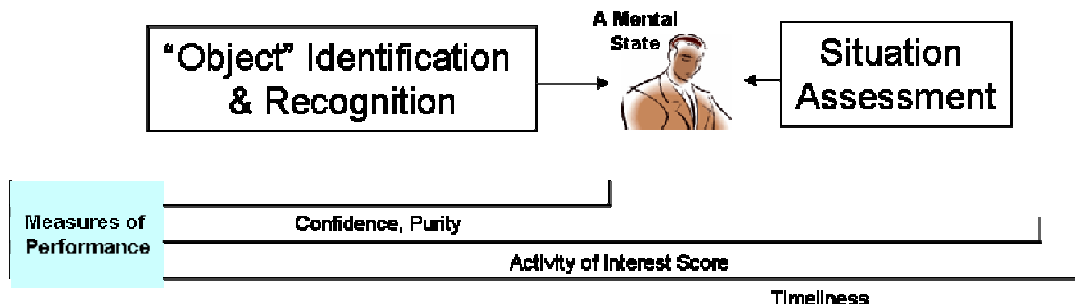 “Object” Identification
& Recognition
A Mental
State
Situation
Assessment
Measures of
Performance
Confidence, Purity
Activity of Interest Score
Timeliness